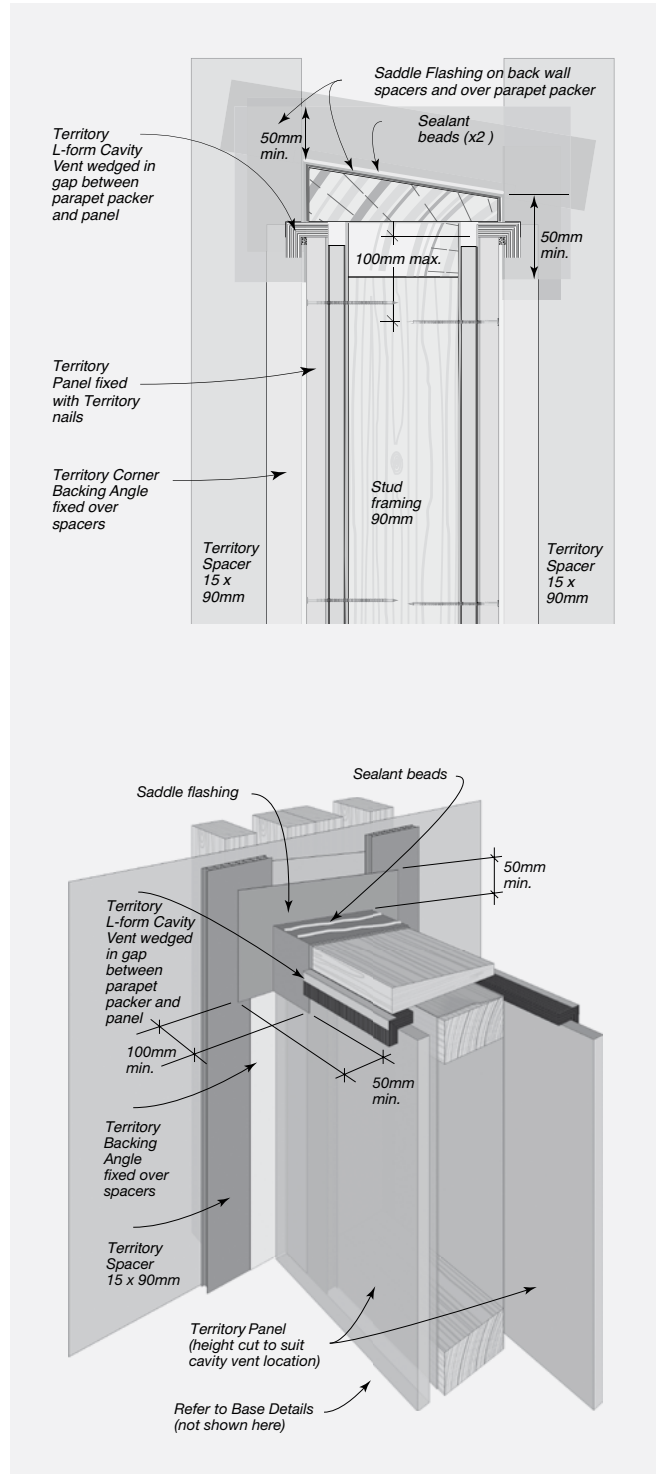 Saddle Flashing on back wall
spacers and over parapet packer
Sealant
beads (x2 )
50mm
min.
Territory
L-form Cavity
Vent wedged in
gap between
parapet packer
and panel
50mm
min.
100mm max.
Territory
Panel fixed
with Territory
nails
Territory Corner
Backing Angle
fixed over
spacers
Stud
framing
90mm
Territory
Spacer
15 x
90mm
Territory
Spacer
15 x
90mm
Sealant beads
Saddle flashing
50mm
min.
Territory
L-form Cavity
Vent wedged
in gap
between
parapet
packer and
panel
100mm
min.
50mm
min.
Territory
Backing
Angle
fixed over
spacers
Territory
Spacer
15 x 90mm
Territory Panel
(height cut to suit
cavity vent location)
Refer to Base Details
(not shown here)